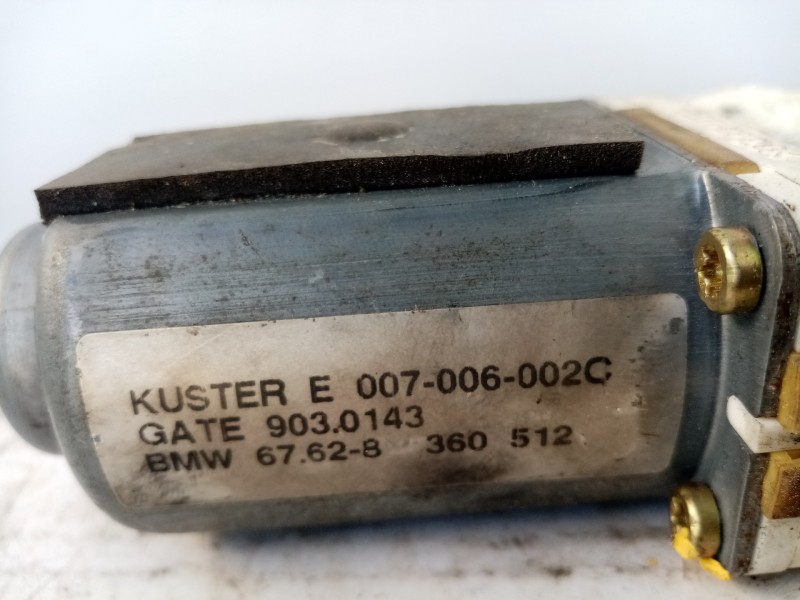 KUSTER E 007-006-002C
GATE 903.0143
BMW 67.62-8 360 512